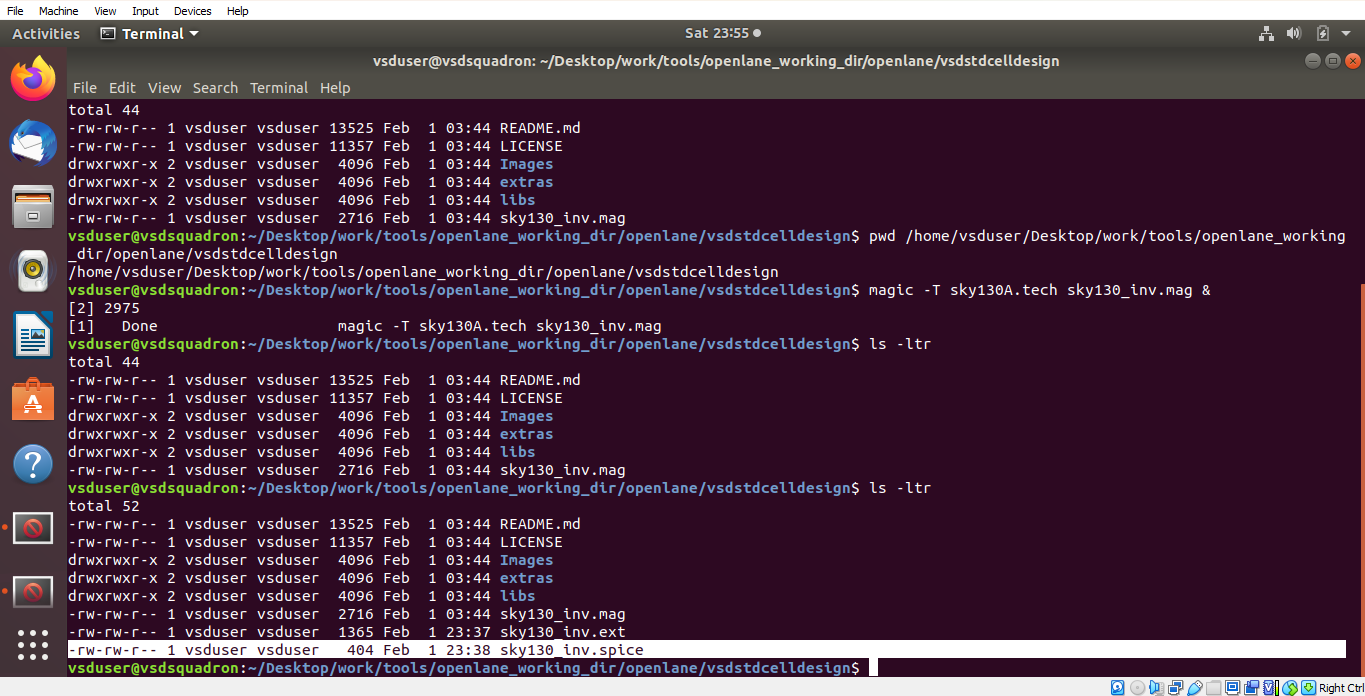 File Machine View Input Devices Help
Activities Terminal Sat 23:55
vsduser@vsdsquadron: ~/Desktop/work/tools/openlane_working_dir/openlane/vsdstdcelldesign
File Edit View Search Terminal Help
total 44
-rw-rw-r-- 1 vsduser vsduser 13525 Feb  1 03:44 README.md
-rw-rw-r-- 1 vsduser vsduser 11357 Feb  1 03:44 LICENSE
drwxrwxr-x 2 vsduser vsduser  4096 Feb  1 03:44 Images
drwxrwxr-x 2 vsduser vsduser  4096 Feb  1 03:44 extras
drwxrwxr-x 2 vsduser vsduser  4096 Feb  1 03:44 libs
-rw-rw-r-- 1 vsduser vsduser  2716 Feb  1 03:44 sky130_inv.mag
vsduser@vsdsquadron:~/Desktop/work/tools/openlane_working_dir/openlane/vsdstdcelldesign$ pwd /home/vsduser/Desktop/work/tools/openlane_working
_dir/openlane/vsdstdcelldesign
/home/vsduser/Desktop/work/tools/openlane_working_dir/openlane/vsdstdcelldesign
vsduser@vsdsquadron:~/Desktop/work/tools/openlane_working_dir/openlane/vsdstdcelldesign$ magic -T sky130A.tech sky130_inv.mag &
[2] 2975
[1]   Done                    magic -T sky130A.tech sky130_inv.mag
vsduser@vsdsquadron:~/Desktop/work/tools/openlane_working_dir/openlane/vsdstdcelldesign$ ls -ltr
total 44
-rw-rw-r-- 1 vsduser vsduser 13525 Feb  1 03:44 README.md
-rw-rw-r-- 1 vsduser vsduser 11357 Feb  1 03:44 LICENSE
drwxrwxr-x 2 vsduser vsduser  4096 Feb  1 03:44 Images
drwxrwxr-x 2 vsduser vsduser  4096 Feb  1 03:44 extras
drwxrwxr-x 2 vsduser vsduser  4096 Feb  1 03:44 libs
-rw-rw-r-- 1 vsduser vsduser  2716 Feb  1 03:44 sky130_inv.mag
vsduser@vsdsquadron:~/Desktop/work/tools/openlane_working_dir/openlane/vsdstdcelldesign$ ls -ltr
total 52
-rw-rw-r-- 1 vsduser vsduser 13525 Feb  1 03:44 README.md
-rw-rw-r-- 1 vsduser vsduser 11357 Feb  1 03:44 LICENSE
drwxrwxr-x 2 vsduser vsduser  4096 Feb  1 03:44 Images
drwxrwxr-x 2 vsduser vsduser  4096 Feb  1 03:44 extras
drwxrwxr-x 2 vsduser vsduser  4096 Feb  1 03:44 libs
-rw-rw-r-- 1 vsduser vsduser  2716 Feb  1 03:44 sky130_inv.mag
-rw-rw-r-- 1 vsduser vsduser  1365 Feb  1 23:37 sky130_inv.ext
-rw-rw-r-- 1 vsduser vsduser   404 Feb  1 23:38 sky130_inv.spice
vsduser@vsdsquadron:~/Desktop/work/tools/openlane_working_dir/openlane/vsdstdcelldesign$
Right Ctrl